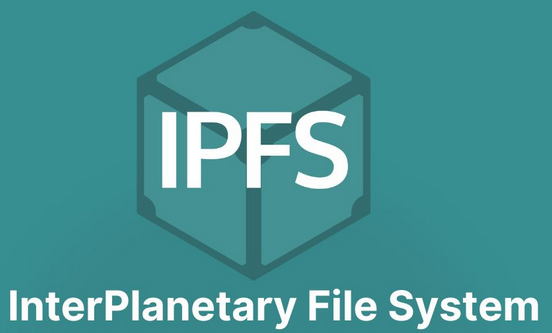 IPFS
InterPlanetary File System